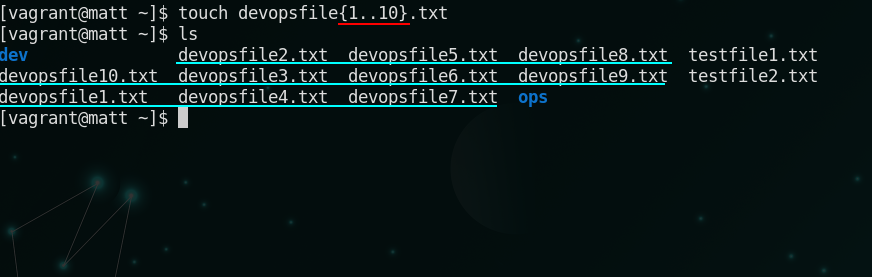 [vagrant@matt ~]$ touch devopsfile{1..10}.txt
[vagrant@matt ~]$ ls
dev devopsfile2.txt devopsfile5.txt devopsfile8.txt testfile1.txt
devopsfile10.txt devopsfile3.txt devopsfile6.txt devopsfile9.txt testfile2.txt
devopsfile1.txt devopsfile4.txt devopsfile7.txt ops
[vagrant@matt ~]$